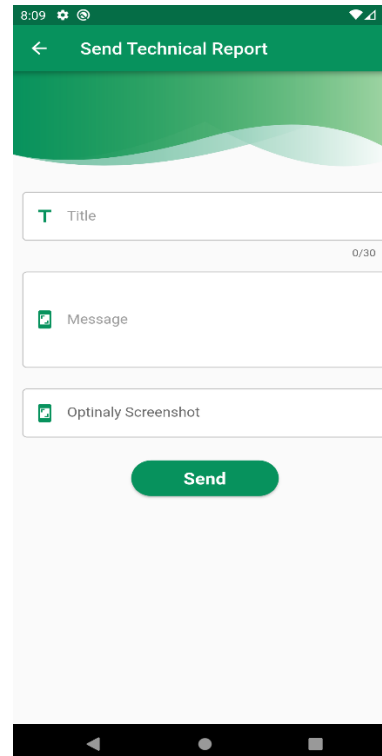 8:09
Send Technical Report
T Title
0/30
Message
Optinaly Screenshot
Send